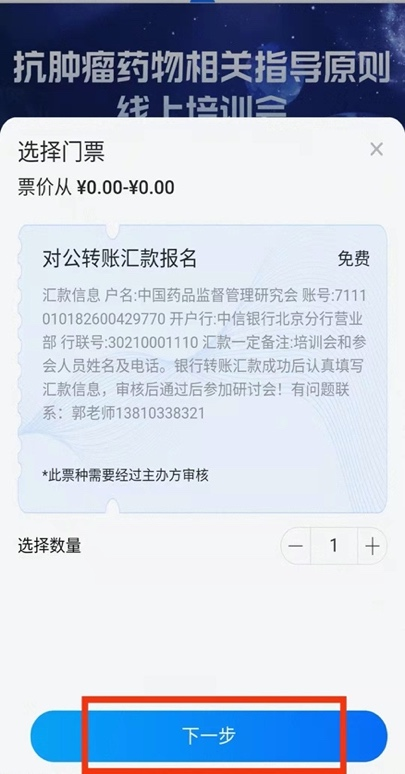 抗肿瘤药物相关指导原则
线上培训会
选择门票
×
票价从 ¥0.00-¥0.00
对公转账汇款报名 免费
汇款信息 户名:中国药品监督管理研究会 账号:7111
010182600429770 开户行:中信银行北京分行营业
部 行联号:30210001110 汇款一定备注:培训会和参
会人员姓名及电话。银行转账汇款成功后认真填写
汇款信息，审核后通过后参加研讨会！有问题联
系：郭老师13810338321
*此票种需要经过主办方审核
选择数量 － 1 ＋
下一步